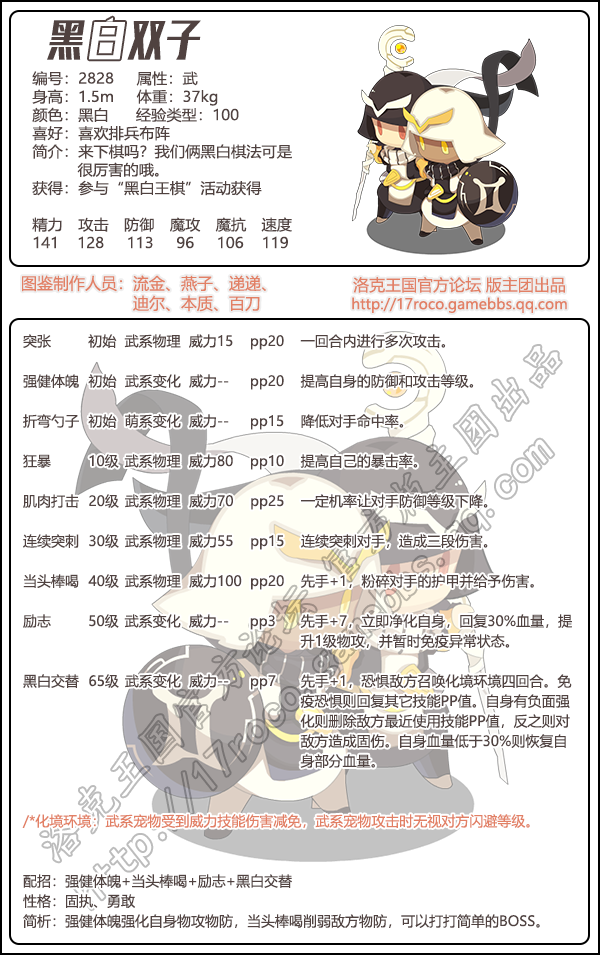 黑白双子
编号：2828 属性：武
身高：1.5m 体重：37kg
颜色：黑白 经验类型：100
喜好：喜欢排兵布阵
简介：来下棋吗？我们俩黑白棋法可是
很厉害的哦。
获得：参与“黑白王棋”活动获得
精力 攻击 防御 魔攻 魔抗 速度
141 128 113 96 106 119
图鉴制作人员：流金、燕子、递递、
迪尔、本质、百刀
洛克王国官方论坛 版主团出品
http://17roco.gamebbs.qq.com
突张 初始 武系物理 威力15 pp20 一回合内进行多次攻击。
强健体魄 初始 武系变化 威力-- pp20 提高自身的防御和攻击等级。
折弯勺子 初始 萌系变化 威力-- pp15 降低对手命中率。
狂暴 10级 武系物理 威力80 pp10 提高自己的暴击率。
肌肉打击 20级 武系物理 威力70 pp25 一定机率让对手防御等级下降。
连续突刺 30级 武系物理 威力55 pp15 连续突刺对手，造成三段伤害。
当头棒喝 40级 武系物理 威力100 pp20 先手+1，粉碎对手的护甲并给予伤害。
励志 50级 武系变化 威力-- pp3 先手+7，立即净化自身，回复30%血量，提
升1级物攻，并暂时免疫异常状态。
黑白交替 65级 武系变化 威力-- pp7 先手+1，恐惧敌方召唤化境环境四回合。免
疫恐惧则回复其它技能PP值。自身有负面强
化则删除敌方最近使用技能PP值，反之则对
敌方造成固伤。自身血量低于30%则恢复自
身部分血量。
/*化境环境：武系宠物受到威力技能伤害减免，武系宠物攻击时无视对方闪避等级。
配招：强健体魄+当头棒喝+励志+黑白交替
性格：固执、勇敢
简析：强健体魄强化自身物攻物防，当头棒喝削弱敌方物防，可以打打简单的BOSS。
洛克王国官方论坛 官方版主团出品
http://17roco.gamebbs.qq.com